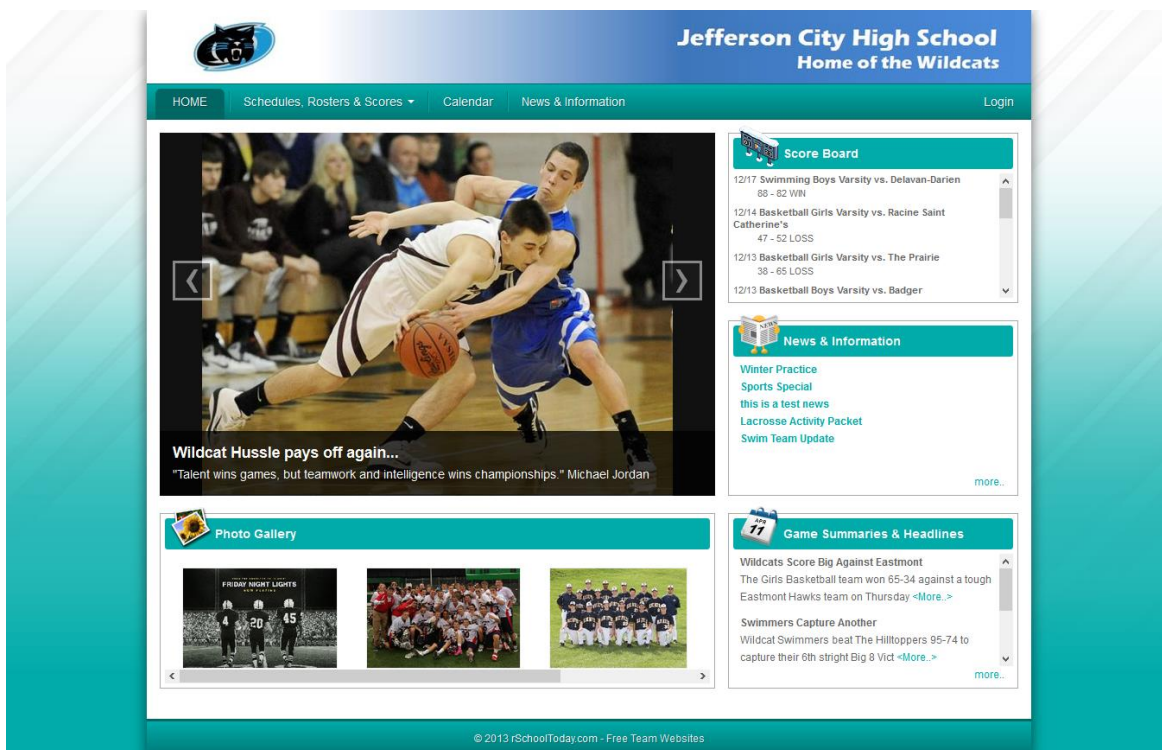 Jefferson City High School
Home of the Wildcats
HOME
Schedules, Rosters & Scores
Calendar
News & Information
Login
Wildcat Hussle pays off again...
"Talent wins games, but teamwork and intelligence wins championships." Michael Jordan
Score Board
12/17 Swimming Boys Varsity vs. Delavan-Darien
88 - 82 WIN
12/14 Basketball Girls Varsity vs. Racine Saint
Catherine's
47 - 52 LOSS
12/13 Basketball Girls Varsity vs. The Prairie
38 - 65 LOSS
12/13 Basketball Boys Varsity vs. Badger
NEWS
News & Information
Winter Practice
Sports Special
this is a test news
Lacrosse Activity Packet
Swim Team Update
more..
Photo Gallery
FRIDAY NIGHT LIGHTS
NOW PLAYING
4
20
45
APR
11
Game Summaries & Headlines
Wildcats Score Big Against Eastmont
The Girls Basketball team won 65-34 against a tough
Eastmont Hawks team on Thursday <More..>
Swimmers Capture Another
Wildcat Swimmers beat The Hilltoppers 95-74 to
capture their 6th stright Big 8 Vict <More..>
more..
© 2013 rSchoolToday.com - Free Team Websites